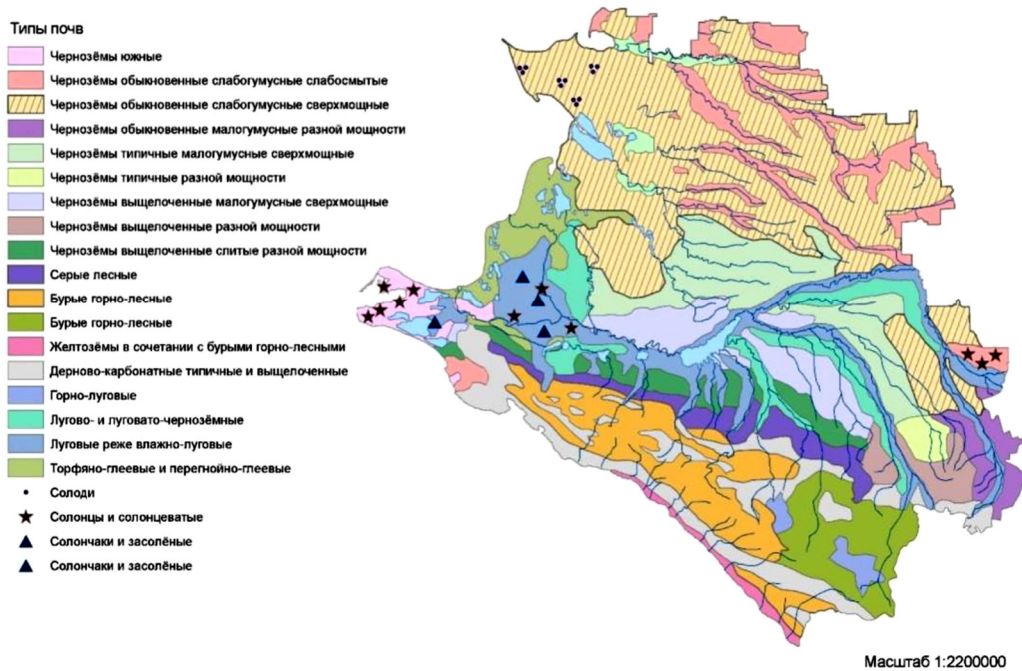 Типы почв
Чернозёмы южные
Чернозёмы обыкновенные слабогумусные слабосмытые
Чернозёмы обыкновенные слабогумусные сверхмощные
Чернозёмы обыкновенные малогумусные разной мощности
Чернозёмы типичные малогумусные сверхмощные
Чернозёмы типичные разной мощности
Чернозёмы выщелоченные малогумусные сверхмощные
Чернозёмы выщелоченные разной мощности
Чернозёмы выщелоченные слитые разной мощности
Серые лесные
Бурые горно-лесные
Бурые горно-лесные
Желтозёмы в сочетании с бурыми горно-лесными
Дерново-карбонатные типичные и выщелоченные
Горно-луговые
Лугово- и луговато-чернозёмные
Луговые реже влажно-луговые
Торфяно-глеевые и перегнойно-глеевые
Солоди
Солонцы и солонцеватые
Солончаки и засолёные
Солончаки и засолёные
Масштаб 1:2200000